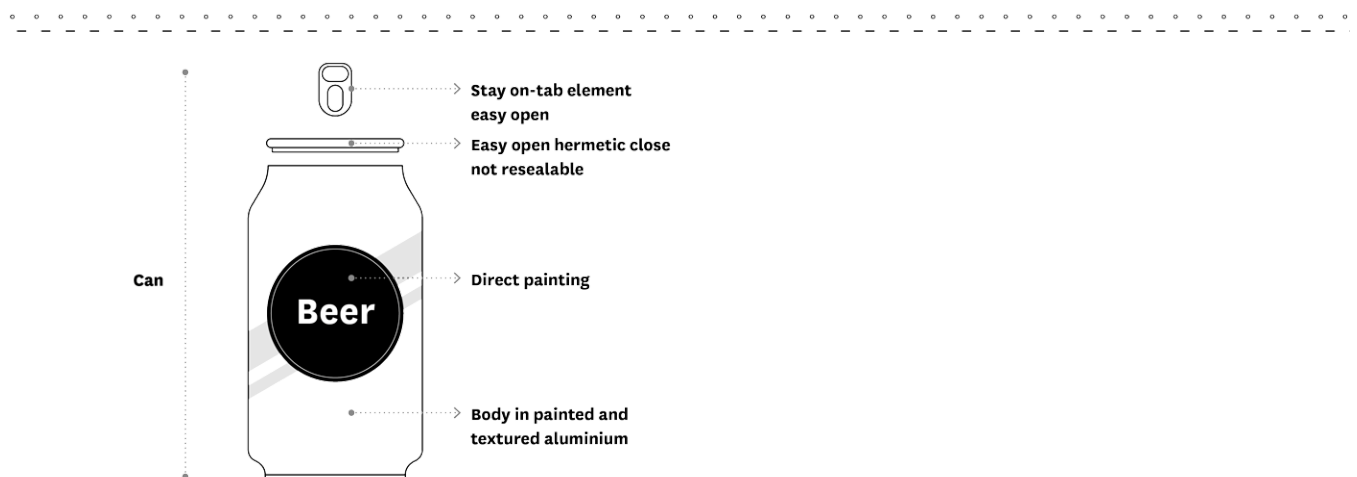 Stay on-tab element
easy open
Easy open hermetic close
not resealable
Can
Direct painting
Beer
Body in painted and
textured aluminium